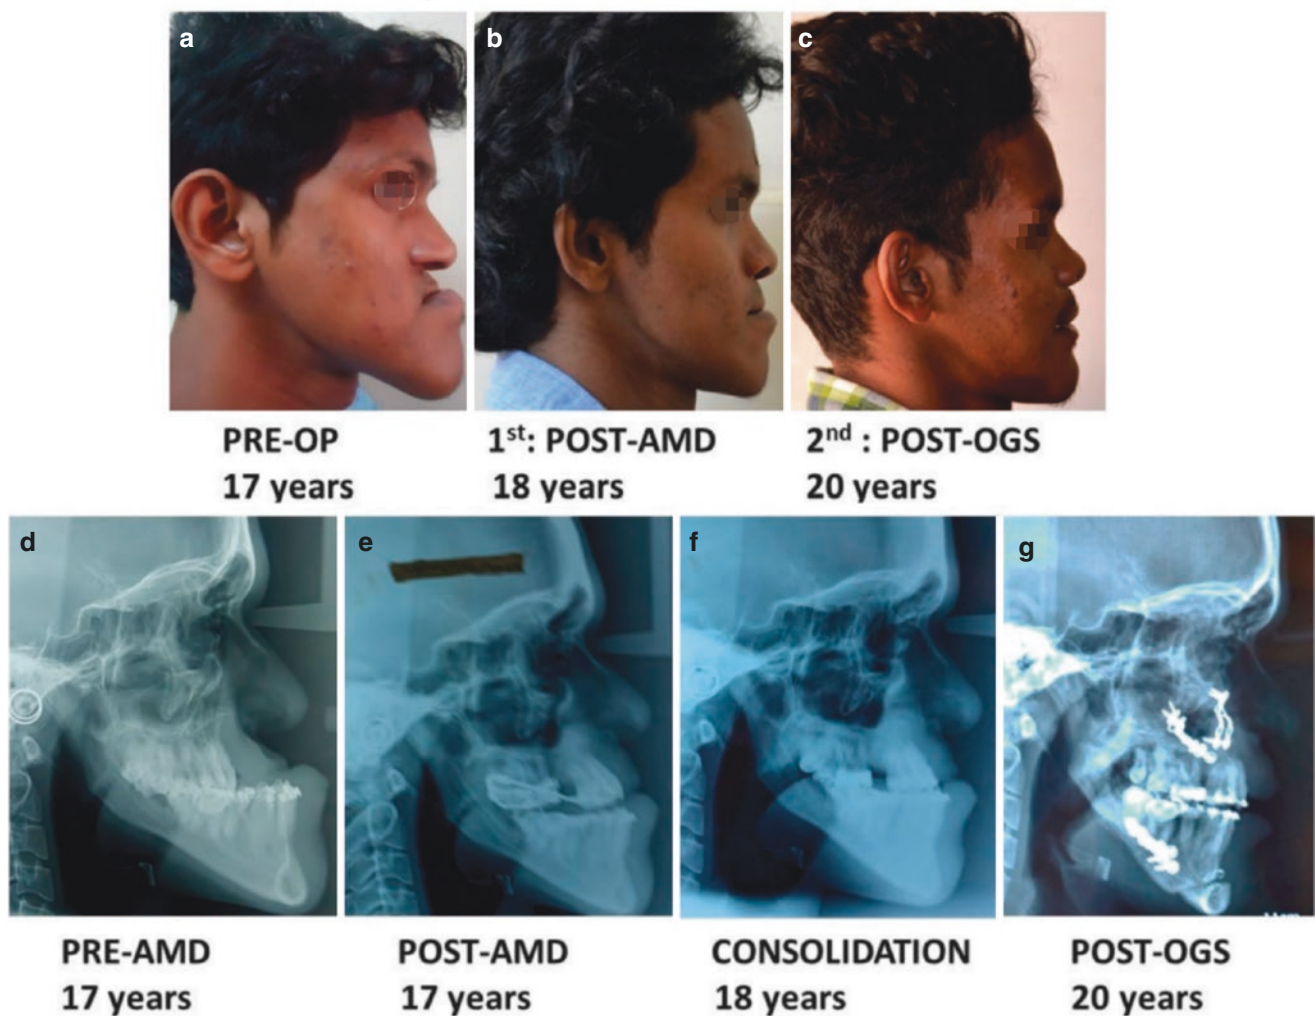 a
b
c
PRE-OP
17 years
1st: POST-AMD
18 years
2nd : POST-OGS
20 years
d
e
f
g
PRE-AMD
17 years
POST-AMD
17 years
CONSOLIDATION
18 years
POST-OGS
20 years